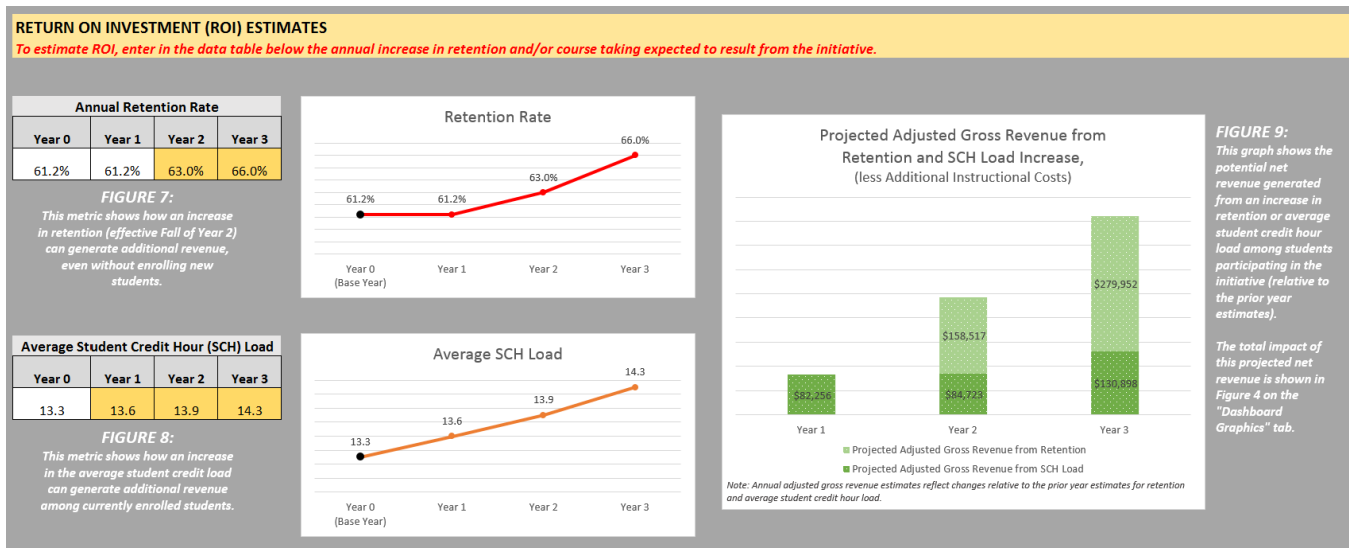 RETURN ON INVESTMENT (ROI) ESTIMATES
To estimate ROI, enter in the data table below the annual increase in retention and/or course taking expected to result from the initiative.
Annual Retention Rate
Year 0 Year 1 Year 2 Year 3
61.2% 61.2% 63.0% 66.0%
FIGURE 7:
This metric shows how an increase
in retention (effective Fall of Year 2)
can generate additional revenue,
even without enrolling new
students.
Retention Rate
66.0%
63.0%
61.2% 61.2%
Year 0 Year 1 Year 2 Year 3
(Base Year)
Average Student Credit Hour (SCH) Load
Year 0 Year 1 Year 2 Year 3
13.3 13.6 13.9 14.3
FIGURE 8:
This metric shows how an increase
in the average student credit load
can generate additional revenue
among currently enrolled students.
Average SCH Load
14.3
13.9
13.6
13.3
Year 0 Year 1 Year 2 Year 3
(Base Year)
Projected Adjusted Gross Revenue from
Retention and SCH Load Increase,
(less Additional Instructional Costs)
$279,952
$158,517
$82,256 $84,723 $130,898
Year 1 Year 2 Year 3
Projected Adjusted Gross Revenue from Retention
Projected Adjusted Gross Revenue from SCH Load
Note: Annual adjusted gross revenue estimates reflect changes relative to the prior year estimates for retention
and average student credit hour load.
FIGURE 9:
This graph shows the
potential net
revenue generated
from an increase in
retention or average
student credit hour
load among students
participating in the
initiative (relative to
the prior year
estimates).
The total impact of
this projected net
revenue is shown in
Figure 4 on the
"Dashboard
Graphics" tab.